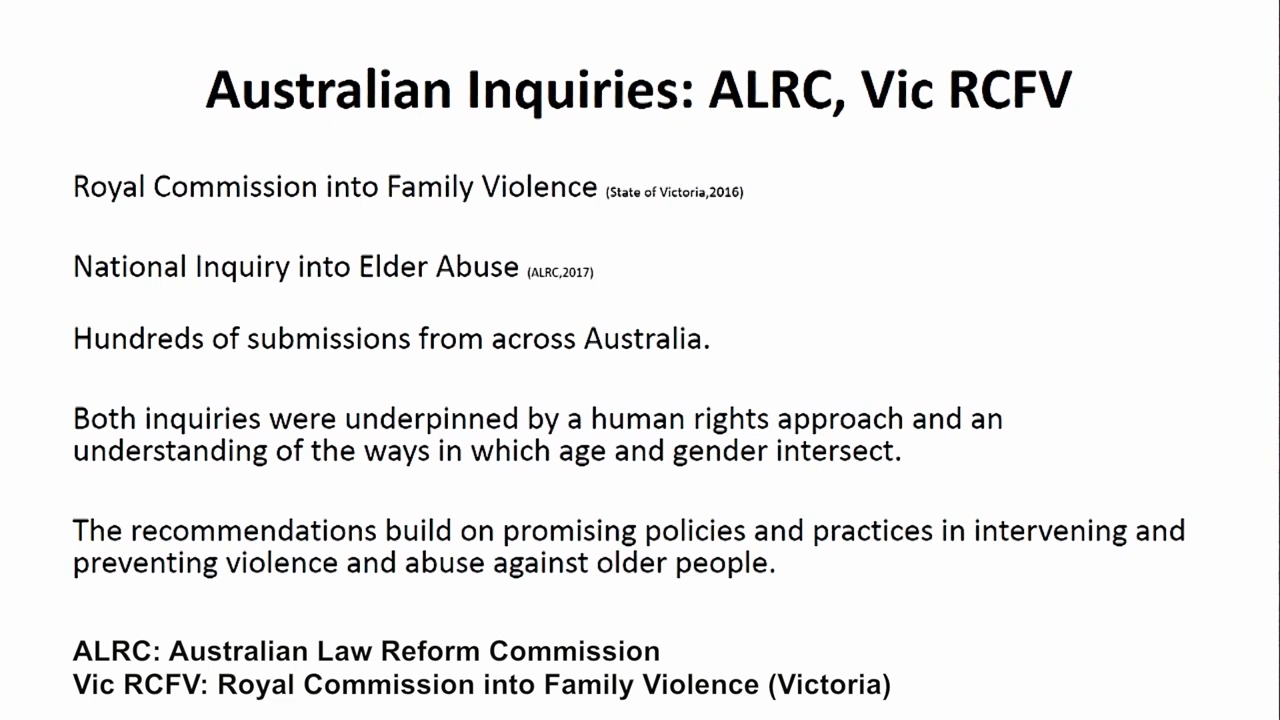 Australian Inquiries: ALRC, Vic RCFV
Royal Commission into Family Violence (State of Victoria,2016)
National Inquiry into Elder Abuse (ALRC,2017)
Hundreds of submissions from across Australia.
Both inquiries were underpinned by a human rights approach and an
understanding of the ways in which age and gender intersect.
The recommendations build on promising policies and practices in intervening and
preventing violence and abuse against older people.
ALRC: Australian Law Reform Commission
Vic RCFV: Royal Commission into Family Violence (Victoria)